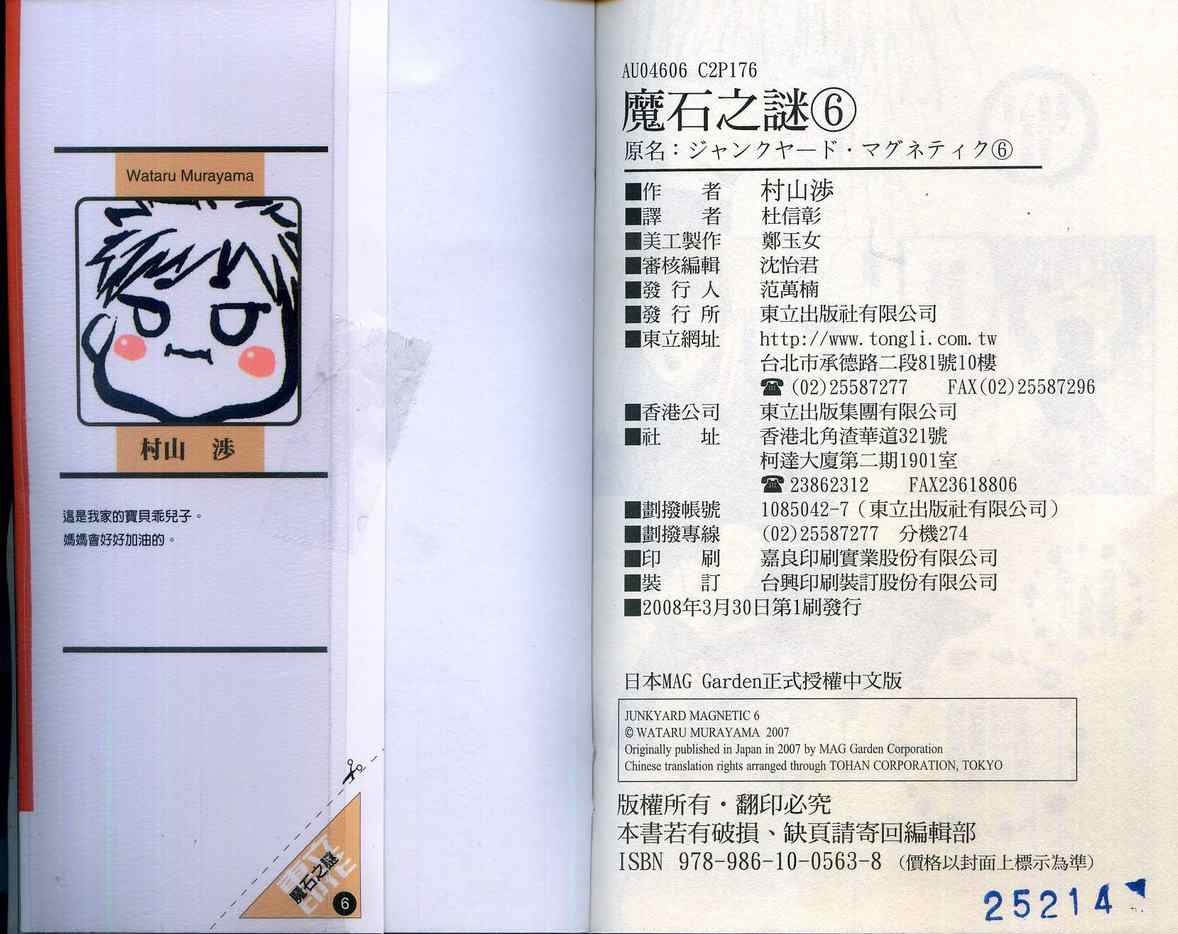 Wataru Murayama
村山 渉
這是我家的寶貝乖兒子。
媽媽會好好加油的。
魔石之謎
6
AU04606 C2P176
魔石之謎⑥
原名：ジャンクヤード・マグネティク⑥
■作 者 村山渉
■譯 者 杜信彰
■美工製作 鄭玉女
■審核編輯 沈怡君
■發行人 范萬楠
■發行所 東立出版社有限公司
■東立網址 http://www.tongli.com.tw
台北市承德路二段81號10樓
☎(02)25587277 FAX(02)25587296
■香港公司 東立出版集團有限公司
■社 址 香港北角渣華道321號
柯達大廈第二期1901室
☎23862312 FAX23618806
■劃撥帳號 1085042-7（東立出版社有限公司）
■劃撥專線 (02)25587277 分機274
■印 刷 嘉良印刷實業股份有限公司
■裝 訂 台興印刷裝訂股份有限公司
■2008年3月30日第1刷發行
日本MAG Garden正式授權中文版
JUNKYARD MAGNETIC 6
© WATARU MURAYAMA 2007
Originally published in Japan in 2007 by MAG Garden Corporation
Chinese translation rights arranged through TOHAN CORPORATION, TOKYO
版權所有・翻印必究
本書若有破損、缺頁請寄回編輯部
ISBN 978-986-10-0563-8（價格以封面上標示為準）
25214